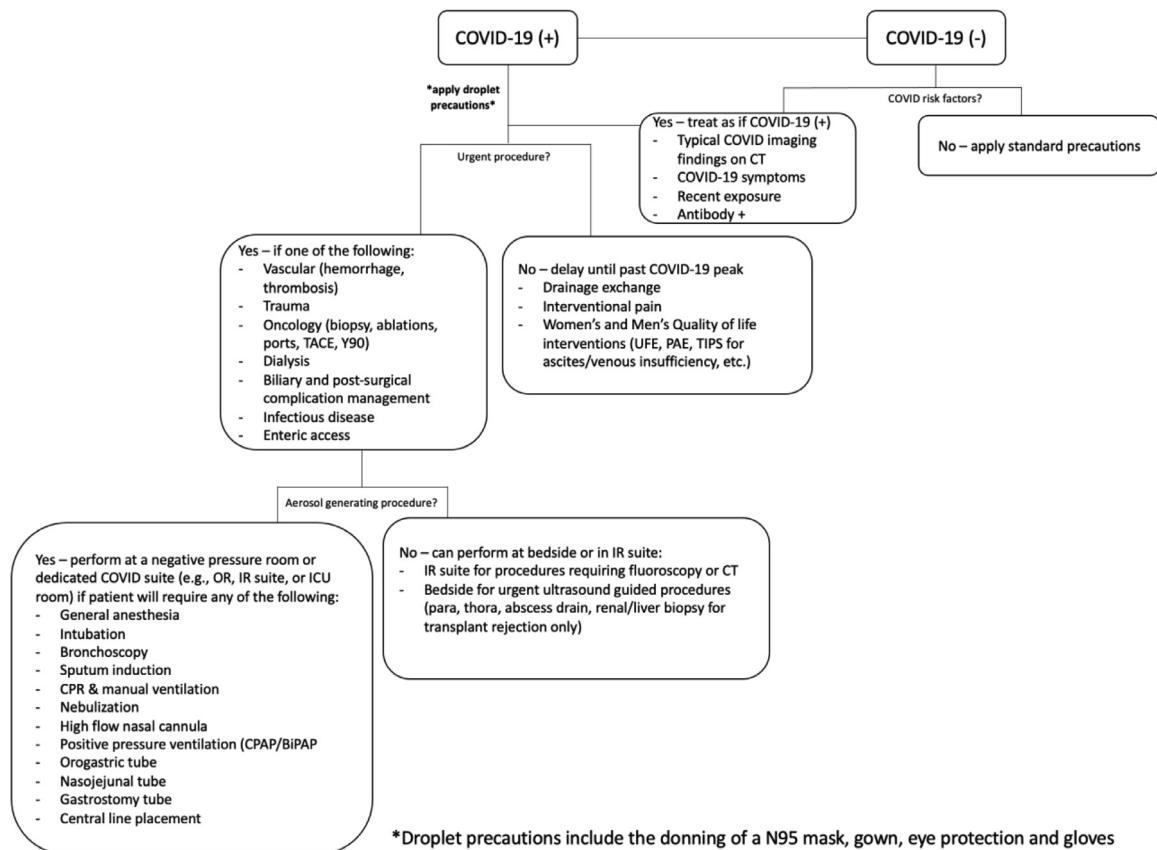 COVID-19 (+)
COVID-19 (-)
*apply droplet
precautions*
COVID risk factors?
Yes – treat as if COVID-19 (+)
- Typical COVID imaging
findings on CT
- COVID-19 symptoms
- Recent exposure
- Antibody +
No – apply standard precautions
Urgent procedure?
Yes – if one of the following:
- Vascular (hemorrhage,
thrombosis)
- Trauma
- Oncology (biopsy, ablations,
ports, TACE, Y90)
- Dialysis
- Biliary and post-surgical
complication management
- Infectious disease
- Enteric access
No – delay until past COVID-19 peak
- Drainage exchange
- Interventional pain
- Women’s and Men’s Quality of life
interventions (UFE, PAE, TIPS for
ascites/venous insufficiency, etc.)
Aerosol generating procedure?
Yes – perform at a negative pressure room or
dedicated COVID suite (e.g., OR, IR suite, or ICU
room) if patient will require any of the following:
- General anesthesia
- Intubation
- Bronchoscopy
- Sputum induction
- CPR & manual ventilation
- Nebulization
- High flow nasal cannula
- Positive pressure ventilation (CPAP/BiPAP
- Orogastric tube
- Nasojejunal tube
- Gastrostomy tube
- Central line placement
No – can perform at bedside or in IR suite:
- IR suite for procedures requiring fluoroscopy or CT
- Bedside for urgent ultrasound guided procedures
(para, thora, abscess drain, renal/liver biopsy for
transplant rejection only)
*Droplet precautions include the donning of a N95 mask, gown, eye protection and gloves